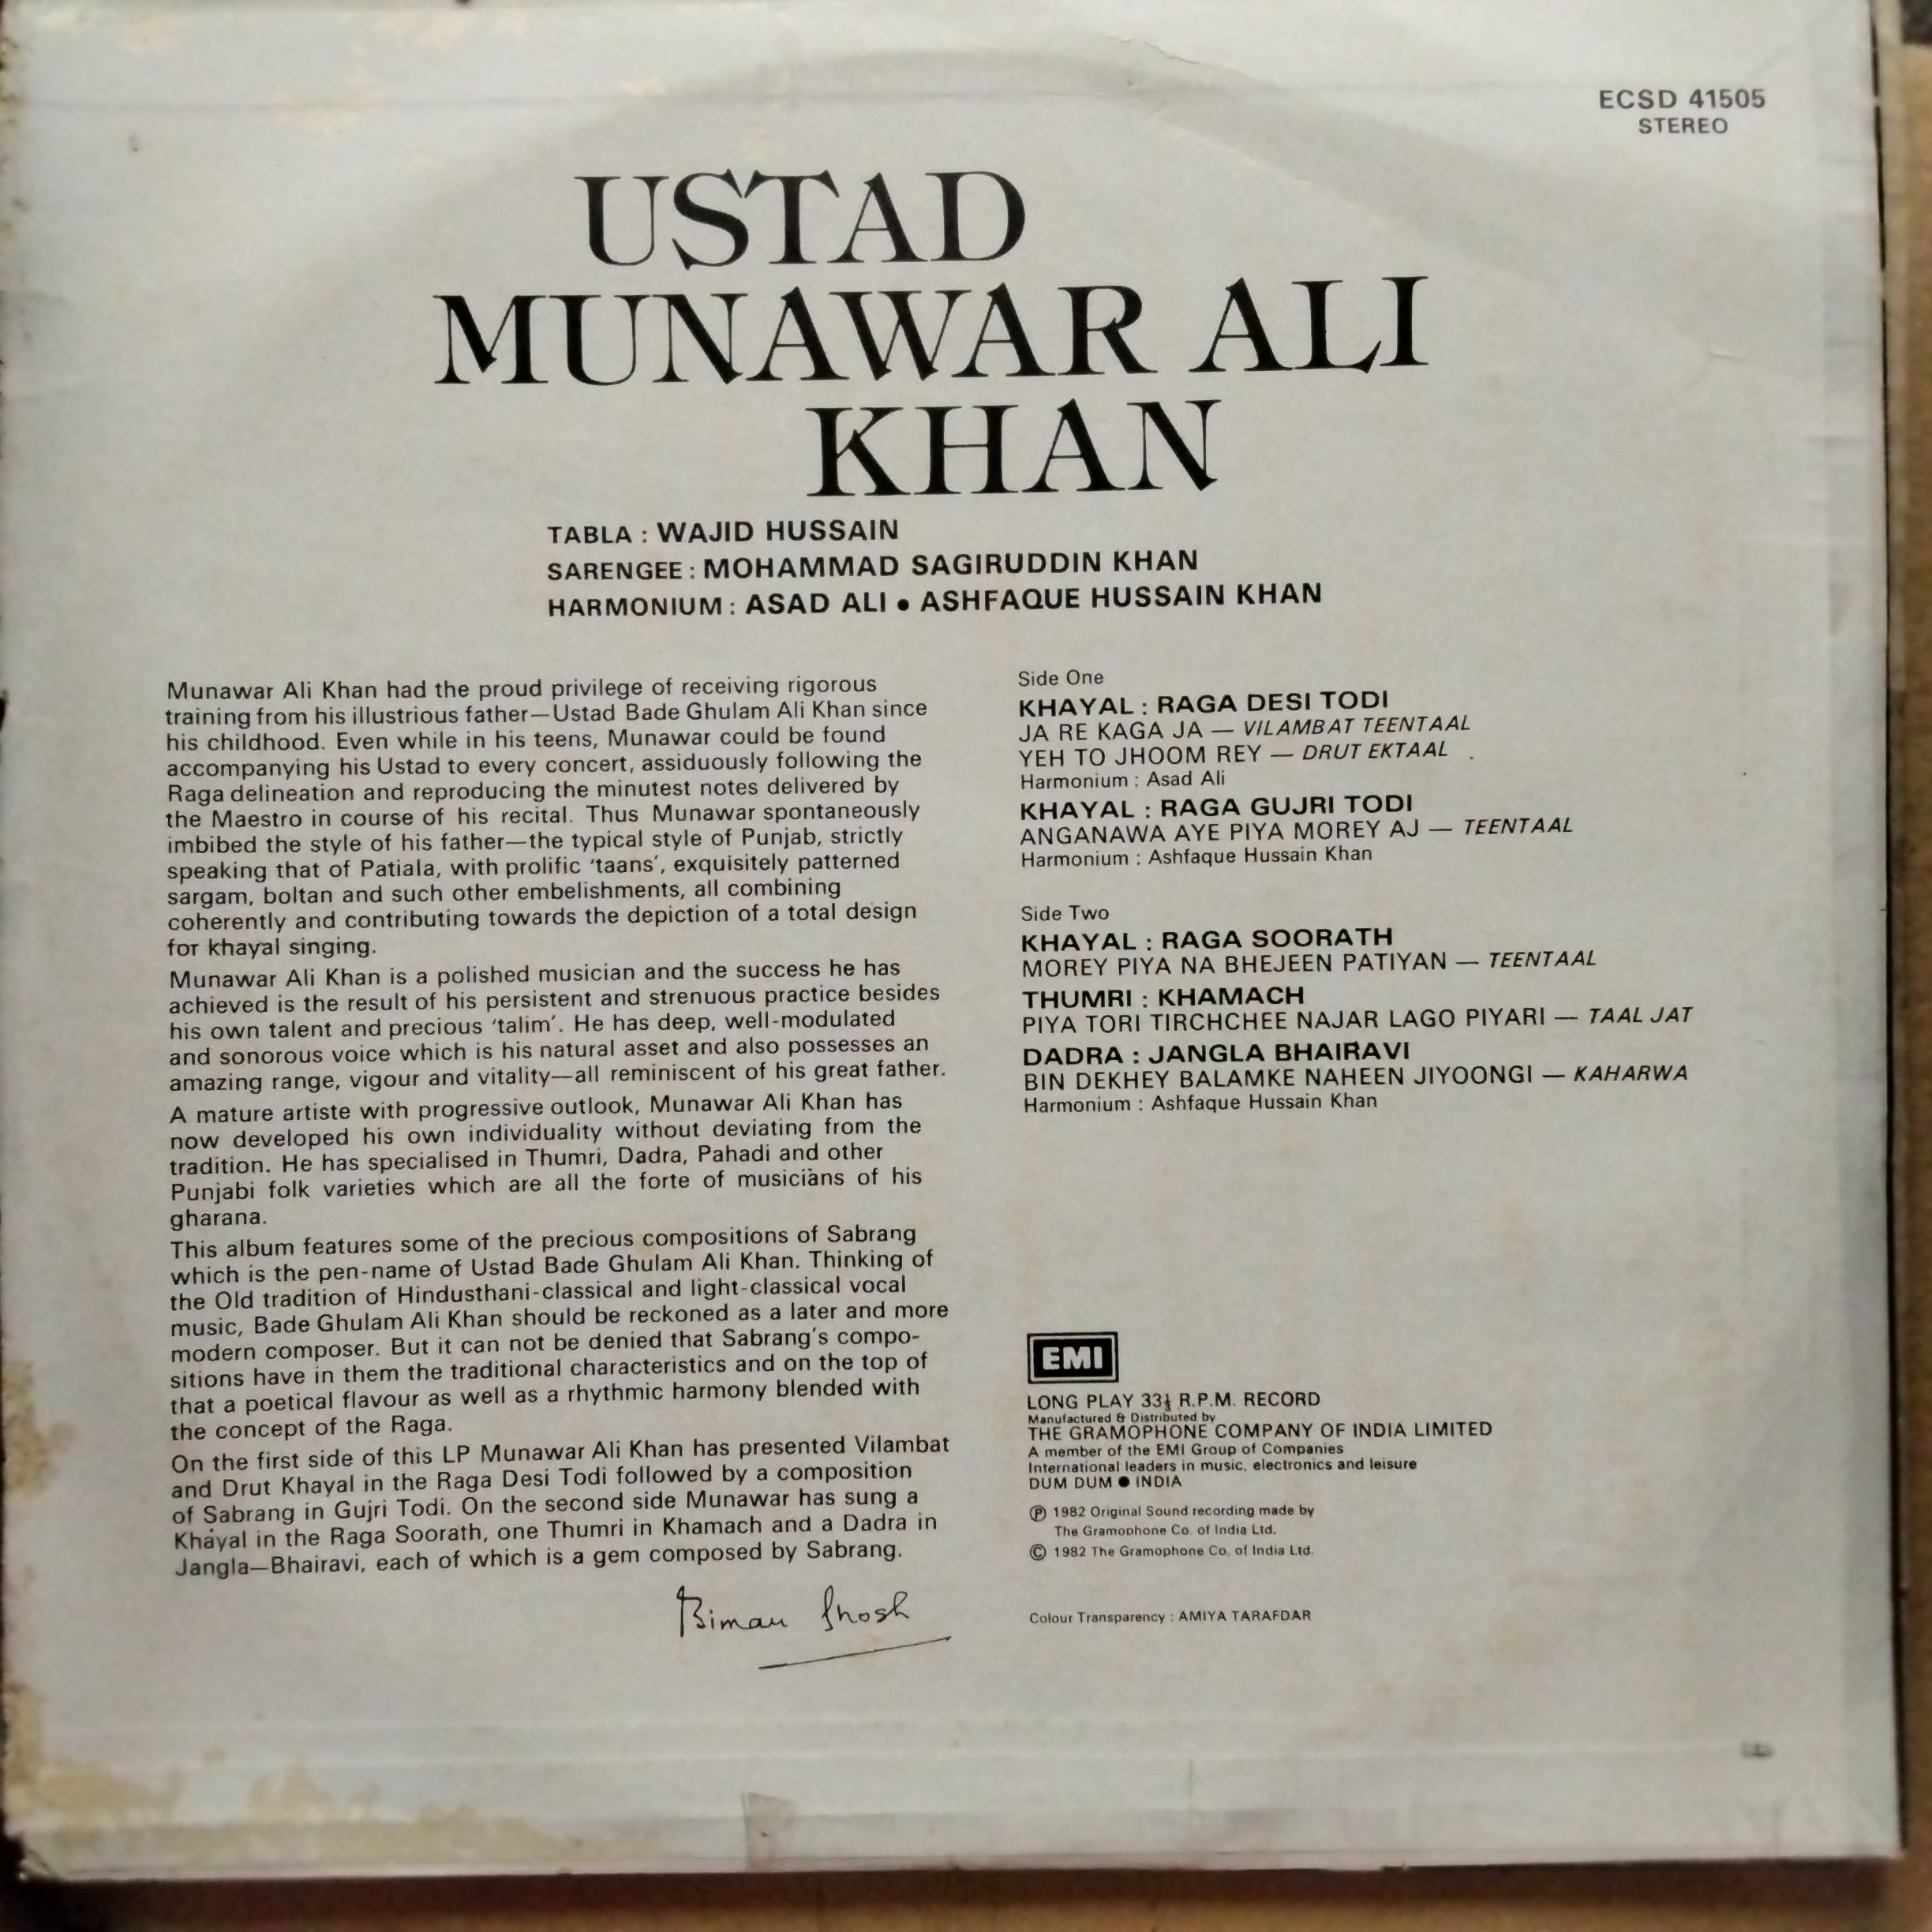 ECSD 41505
STEREO
USTAD
MUNAWAR ALI
KHAN
TABLA : WAJID HUSSAIN
SARENGEE : MOHAMMAD SAGIRUDDIN KHAN
HARMONIUM : ASAD ALI ● ASHFAQUE HUSSAIN KHAN
Munawar Ali Khan had the proud privilege of receiving rigorous
training from his illustrious father—Ustad Bade Ghulam Ali Khan since
his childhood. Even while in his teens, Munawar could be found
accompanying his Ustad to every concert, assiduously following the
Raga delineation and reproducing the minutest notes delivered by
the Maestro in course of his recital. Thus Munawar spontaneously
imbibed the style of his father—the typical style of Punjab, strictly
speaking that of Patiala, with prolific ‘taans’, exquisitely patterned
sargam, boltan and such other embelishments, all combining
coherently and contributing towards the depiction of a total design
for khayal singing.
Munawar Ali Khan is a polished musician and the success he has
achieved is the result of his persistent and strenuous practice besides
his own talent and precious ‘talim’. He has deep, well-modulated
and sonorous voice which is his natural asset and also possesses an
amazing range, vigour and vitality—all reminiscent of his great father.
A mature artiste with progressive outlook, Munawar Ali Khan has
now developed his own individuality without deviating from the
tradition. He has specialised in Thumri, Dadra, Pahadi and other
Punjabi folk varieties which are all the forte of musicians of his
gharana.
This album features some of the precious compositions of Sabrang
which is the pen-name of Ustad Bade Ghulam Ali Khan. Thinking of
the Old tradition of Hindusthani-classical and light-classical vocal
music, Bade Ghulam Ali Khan should be reckoned as a later and more
modern composer. But it can not be denied that Sabrang’s compo-
sitions have in them the traditional characteristics and on the top of
that a poetical flavour as well as a rhythmic harmony blended with
the concept of the Raga.
On the first side of this LP Munawar Ali Khan has presented Vilambat
and Drut Khayal in the Raga Desi Todi followed by a composition
of Sabrang in Gujri Todi. On the second side Munawar has sung a
Khayal in the Raga Soorath, one Thumri in Khamach and a Dadra in
Jangla—Bhairavi, each of which is a gem composed by Sabrang.
Biman Ghosh
Side One
KHAYAL : RAGA DESI TODI
JA RE KAGA JA — VILAMBAT TEENTAAL
YEH TO JHOOM REY — DRUT EKTAAL
Harmonium : Asad Ali
KHAYAL : RAGA GUJRI TODI
ANGANAWA AYE PIYA MOREY AJ — TEENTAAL
Harmonium : Ashfaque Hussain Khan
Side Two
KHAYAL : RAGA SOORATH
MOREY PIYA NA BHEJEEN PATIYAN — TEENTAAL
THUMRI : KHAMACH
PIYA TORI TIRCHCHEE NAJAR LAGO PIYARI — TAAL JAT
DADRA : JANGLA BHAIRAVI
BIN DEKHEY BALAMKE NAHEEN JIYOONGI — KAHARWA
Harmonium : Ashfaque Hussain Khan
EMI
LONG PLAY 33⅓ R.P.M. RECORD
Manufactured & Distributed by
THE GRAMOPHONE COMPANY OF INDIA LIMITED
A member of the EMI Group of Companies
International leaders in music, electronics and leisure
DUM DUM ● INDIA
℗ 1982 Original Sound recording made by
The Gramophone Co. of India Ltd.
© 1982 The Gramophone Co. of India Ltd.
Colour Transparency : AMIYA TARAFDAR